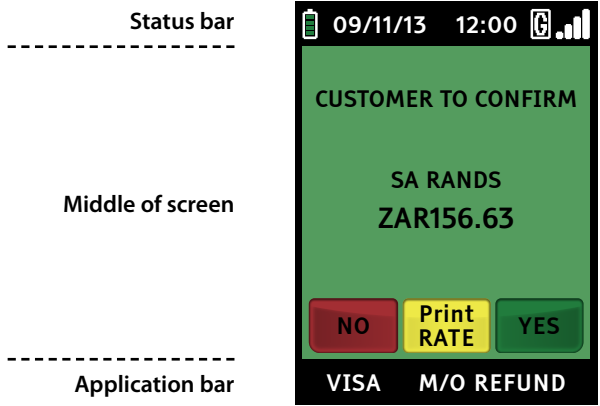 Status bar
09/11/13 12:00 G
CUSTOMER TO CONFIRM
SA RANDS
Middle of screen
ZAR156.63
NO
Print
RATE
YES
Application bar
VISA M/O REFUND